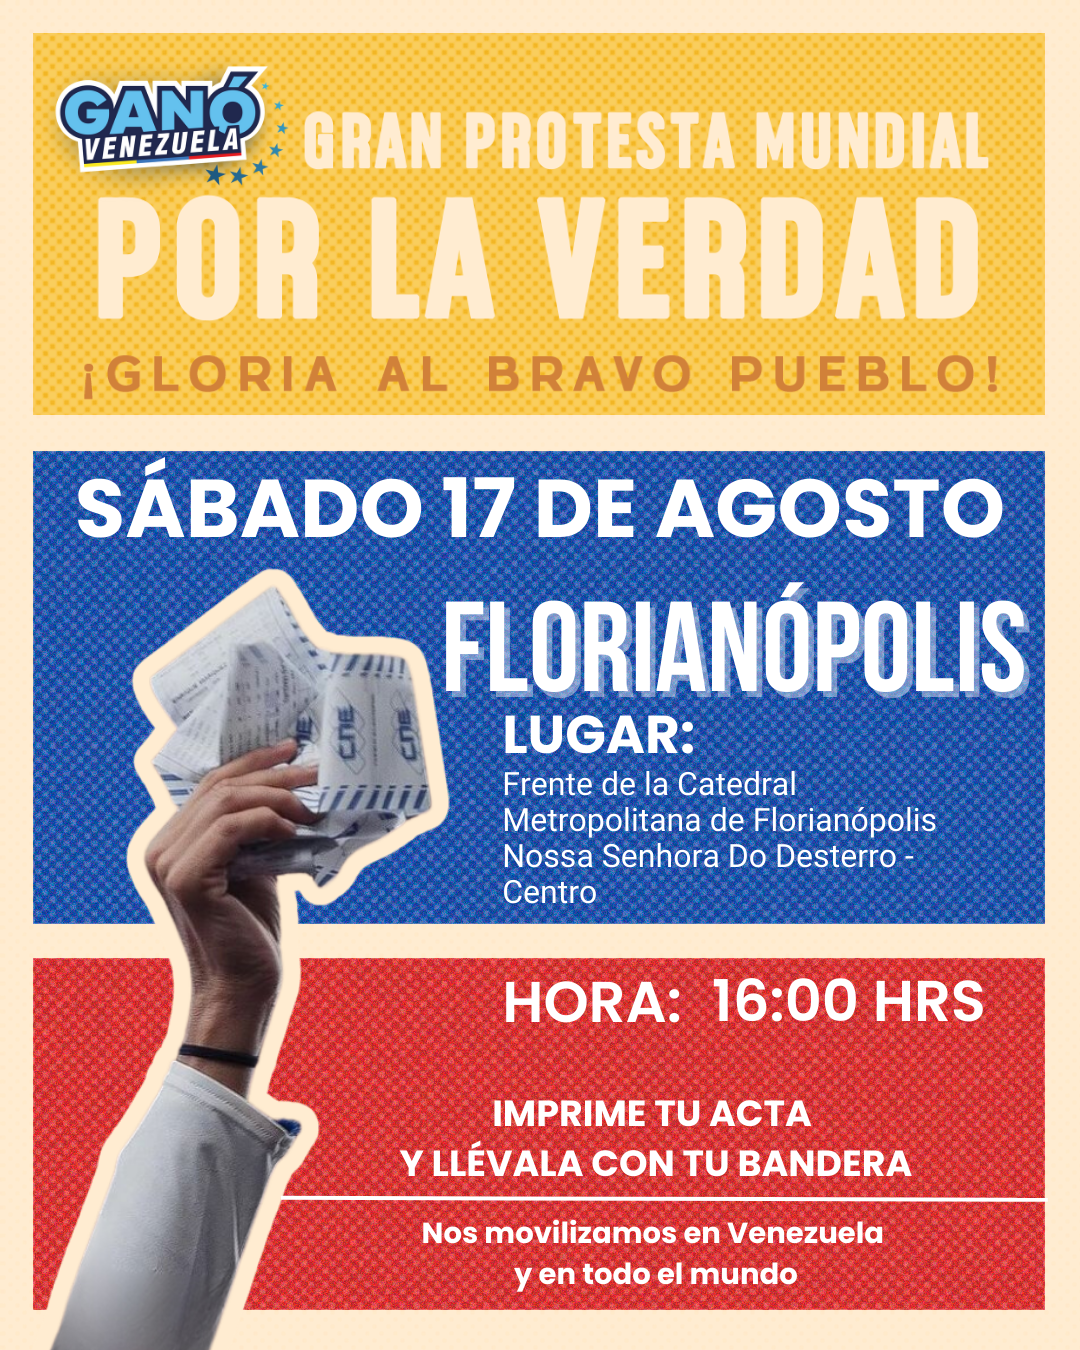 GANÓ
VENEZUELA
GRAN PROTESTA MUNDIAL
POR LA VERDAD
¡GLORIA AL BRAVO PUEBLO!
SÁBADO 17 DE AGOSTO
FLORIANÓPOLIS
LUGAR:
Frente de la Catedral
Metropolitana de Florianópolis
Nossa Senhora Do Desterro -
Centro
CNE
CNE
HORA: 16:00 HRS
IMPRIME TU ACTA
Y LLÉVALA CON TU BANDERA
Nos movilizamos en Venezuela
y en todo el mundo